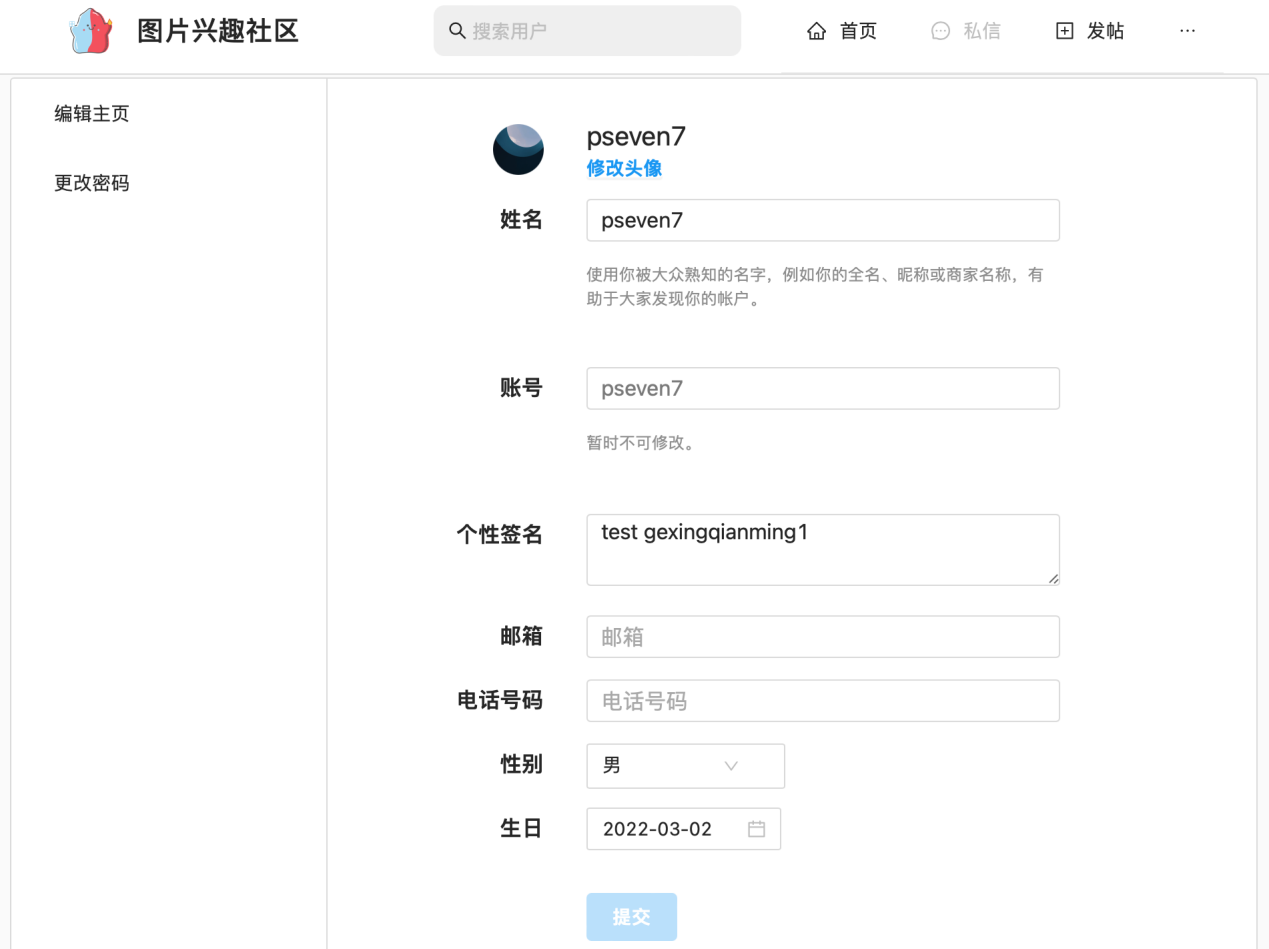 图片兴趣社区
搜索用户
首页
私信
发帖
···
编辑主页
更改密码
pseven7
修改头像
姓名
pseven7
使用你被大众熟知的名字，例如你的全名、昵称或商家名称，有
助于大家发现你的帐户。
账号
pseven7
暂时不可修改。
个性签名
test gexingqianming1
邮箱
邮箱
电话号码
电话号码
性别
男
生日
2022-03-02
提交